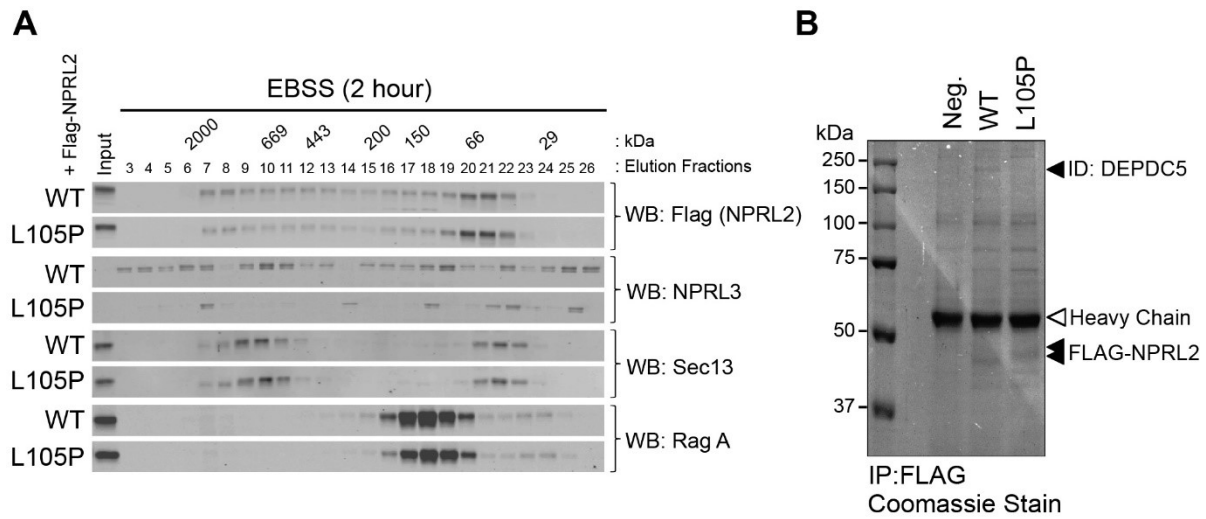 A
+ Flag-NPRL2
EBSS (2 hour)
Input
2000 669 443 200 150 66 29 : kDa
3 4 5 6 7 8 9 10 11 12 13 14 15 16 17 18 19 20 21 22 23 24 25 26 : Elution Fractions
WT
L105P
WB: Flag (NPRL2)
WT
L105P
WB: NPRL3
WT
L105P
WB: Sec13
WT
L105P
WB: Rag A
B
Neg. WT L105P
kDa
250
150
100
75
50
37
ID: DEPDC5
Heavy Chain
FLAG-NPRL2
IP:FLAG
Coomassie Stain